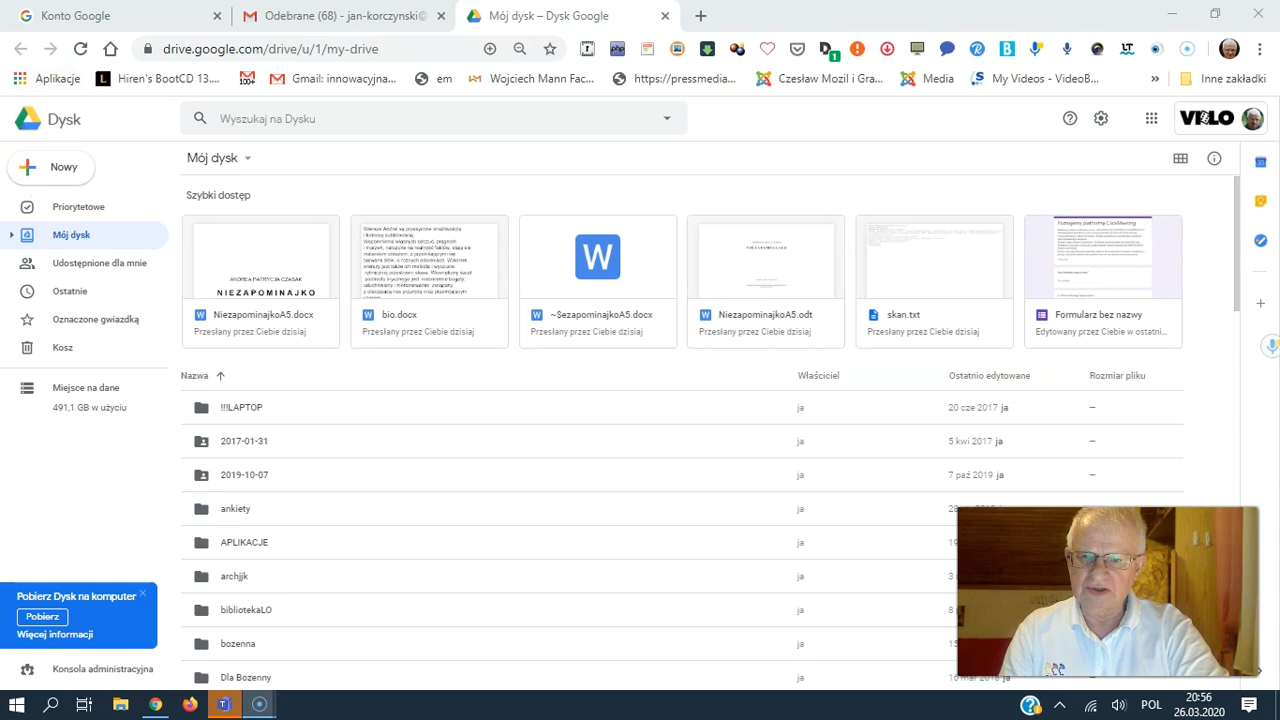 Konto Google
Odebrane (68) - jan-korczynski@
Mój dysk – Dysk Google
drive.google.com/drive/u/1/my-drive
Aplikacje
Hiren's BootCD 13....
Gmail: innowacyjna...
em
Wojciech Mann Fac...
https://pressmedia...
Czesław Mozil i Gra...
Media
My Videos - VideoB...
»
Inne zakładki
Dysk
Wyszukaj na Dysku
Nowy
Mój dysk
Priorytetowe
Mój dysk
Udostępnione dla mnie
Ostatnie
Oznaczone gwiazdką
Kosz
Miejsce na dane
491,1 GB w użyciu
Szybki dostęp
ANDREA PATRYCJA CZASAK
NIEZAPOMINAJKO
NiezapominajkoA5.docx
Przesłany przez Ciebie dzisiaj
bio.docx
Przesłany przez Ciebie dzisiaj
W
~SezapominajkoA5.docx
Przesłany przez Ciebie dzisiaj
NiezapominajkoA5.odt
Przesłany przez Ciebie dzisiaj
skan.txt
Przesłany przez Ciebie dzisiaj
Poznajemy platformę ClickMeeting
Formularz bez nazwy
Edytowany przez Ciebie w ostatni...
Nazwa Właściciel Ostatnio edytowane Rozmiar pliku
!!!LAPTOP ja 20 cze 2017 ja –
2017-01-31 ja 5 kwi 2017 ja –
2019-10-07 ja 7 paź 2019 ja –
ankiety ja
APLIKACJE ja
archjjk ja
bibliotekaLO ja
bozenna ja
Dla Bozenny ja
Pobierz Dysk na komputer
Pobierz
Więcej informacji
Konsola administracyjna
POL
20:56
26.03.2020